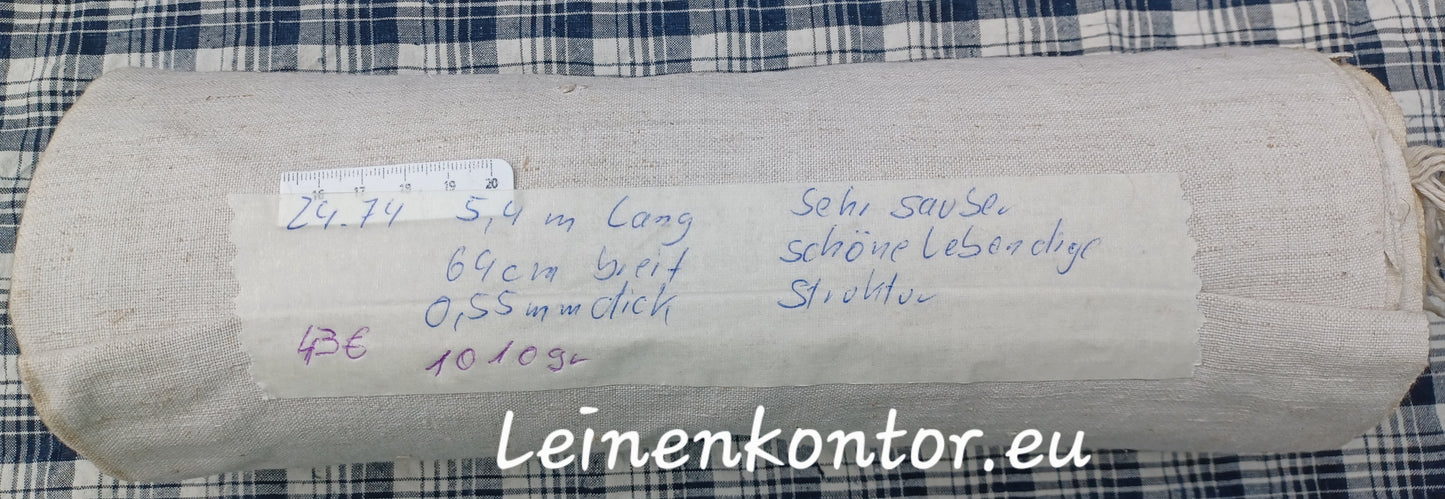 16 17 18 19 20
24.74 5,4 m lang
64cm breit
0,55mm dick
43€ 1010gr
sehr sauber
schöne lebendige
Struktur
Leinenkontor.eu